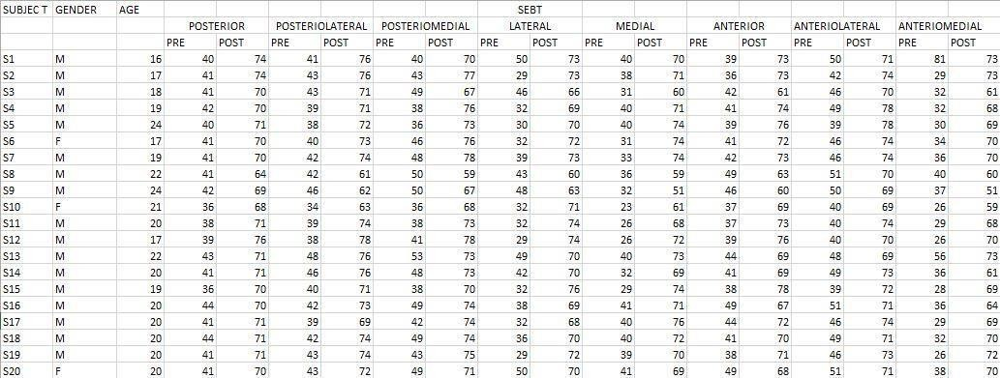 SUBJEC T GENDER AGE SEBT
POSTERIOR POSTERIOLATERAL POSTERIOMEDIAL LATERAL MEDIAL ANTERIOR ANTERIOLATERAL ANTERIOMEDIAL
PRE POST PRE POST PRE POST PRE POST PRE POST PRE POST PRE POST PRE POST
S1 M 16 40 74 41 76 40 70 50 73 40 70 39 73 50 71 81 73
S2 M 17 41 74 43 76 43 77 29 73 38 71 36 73 42 74 29 73
S3 M 18 41 70 43 71 49 67 46 66 31 60 42 61 46 70 32 61
S4 M 19 42 70 39 71 38 76 32 69 40 71 41 74 49 78 32 68
S5 M 24 40 71 38 72 36 73 30 70 40 74 39 76 39 78 30 69
S6 F 17 41 70 40 73 46 76 32 72 31 74 41 72 46 74 34 70
S7 M 19 41 70 42 74 48 78 39 73 33 74 42 73 46 74 36 70
S8 M 22 41 64 42 61 50 59 43 60 36 59 49 63 51 70 40 60
S9 M 24 42 69 46 62 50 67 48 63 32 51 46 60 50 69 37 51
S10 F 21 36 68 34 63 36 68 32 71 23 61 37 69 40 69 26 59
S11 M 20 38 71 39 74 38 73 32 74 26 68 37 73 40 74 29 68
S12 M 17 39 76 38 78 41 78 29 74 26 72 39 76 40 70 26 70
S13 M 22 43 71 48 76 53 73 49 70 40 73 44 69 48 69 56 73
S14 M 20 41 71 46 76 48 73 42 70 32 69 41 69 49 73 36 61
S15 M 19 36 70 40 71 38 70 32 76 29 74 38 78 39 72 28 69
S16 M 20 44 70 42 73 49 74 38 69 41 71 49 67 51 71 36 64
S17 M 20 41 71 39 69 42 74 32 68 40 76 44 72 46 74 29 69
S18 M 20 44 71 42 74 49 74 36 70 40 72 41 70 49 71 32 70
S19 M 20 41 71 43 74 43 75 29 72 39 70 38 71 46 73 26 72
S20 F 20 41 70 43 72 49 71 50 70 41 69 49 68 51 71 38 70